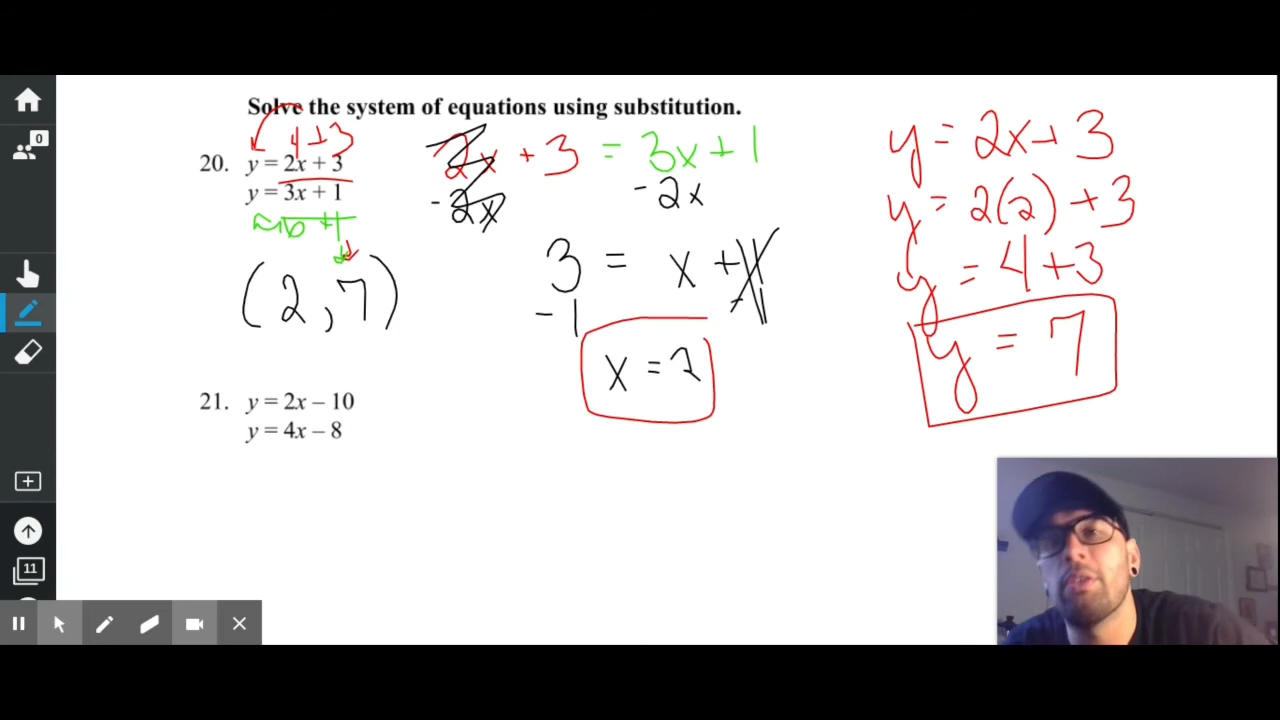 Solve the system of equations using substitution.
4+3
20. y = 2x + 3
y = 3x + 1
(2, 7)
2x + 3 = 3x + 1
- 2x - 2x
3 = x + 1
- 1 - 1
x = 2
y = 2x + 3
y = 2(2) + 3
y = 4 + 3
y = 7
21. y = 2x – 10
y = 4x – 8
0
11